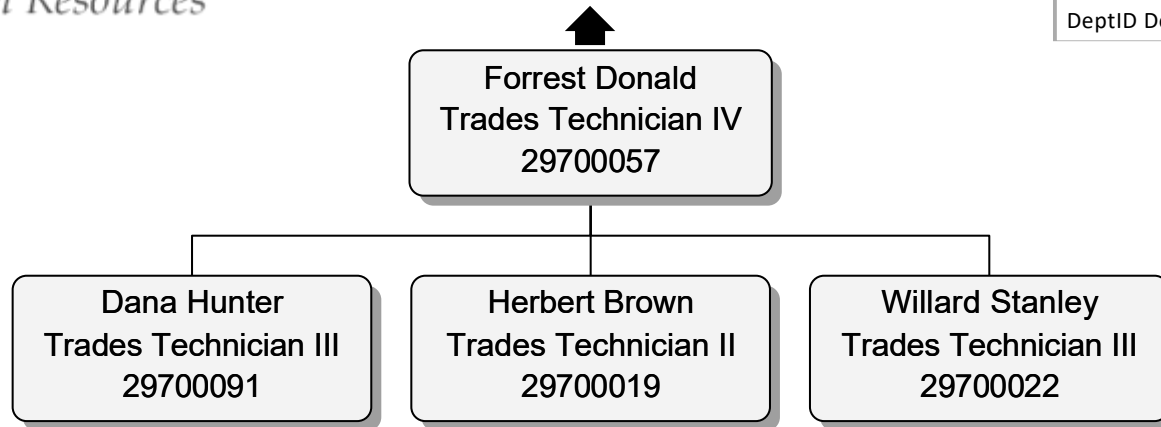 Resources
DeptID
Forrest Donald
Trades Technician IV
29700057
Dana Hunter
Trades Technician III
29700091
Herbert Brown
Trades Technician II
29700019
Willard Stanley
Trades Technician III
29700022